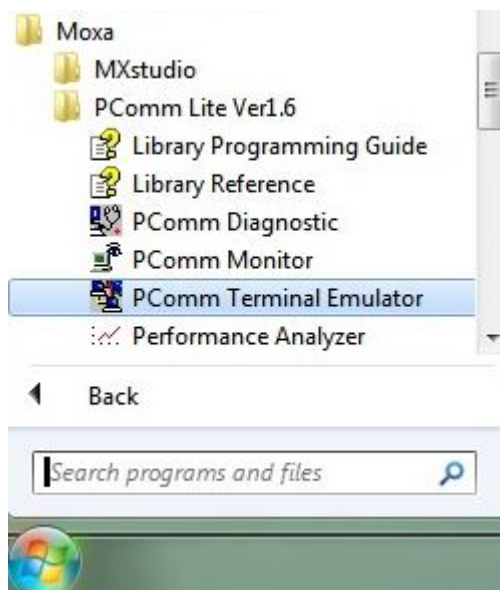 Moxa
MXstudio
PComm Lite Ver1.6
Library Programming Guide
Library Reference
PComm Diagnostic
PComm Monitor
PComm Terminal Emulator
Performance Analyzer
Back
Search programs and files